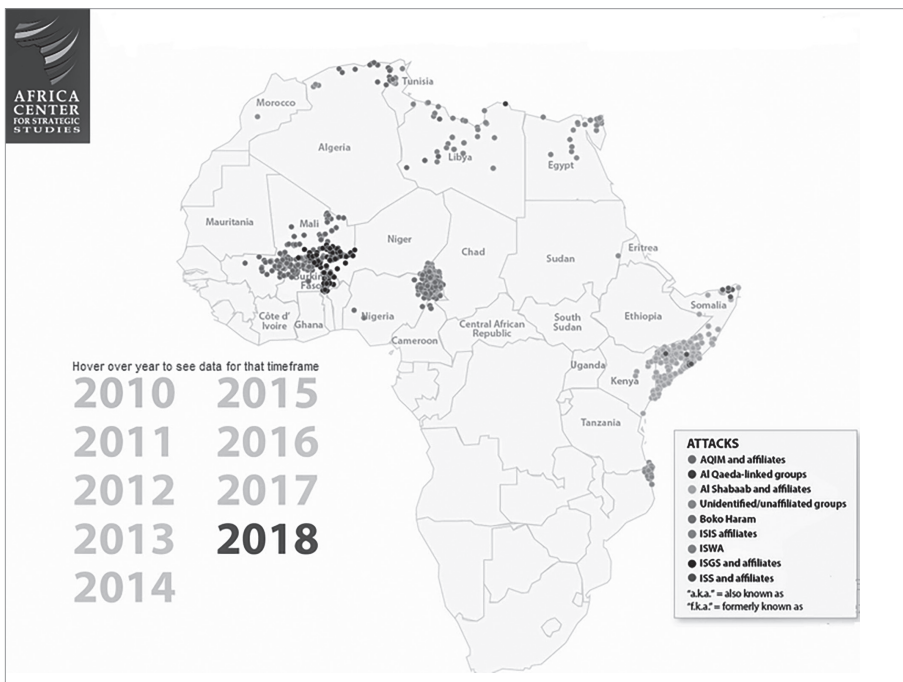 AFRICA
CENTER
FOR STRATEGIC
STUDIES
Tunisia
Morocco
Algeria
Libya
Egypt
Mauritania
Mali
Niger
Chad
Sudan
Eritrea
Burkina
Faso
Nigeria
Côte d'
Ivoire
Ghana
Cameroon
Central African
Republic
South
Sudan
Ethiopia
Somalia
Uganda
Kenya
Tanzania
Hover over year to see data for that timeframe
2010 2015
2011 2016
2012 2017
2013 2018
2014
ATTACKS
AQIM and affiliates
Al Qaeda-linked groups
Al Shabaab and affiliates
Unidentified/unaffiliated groups
Boko Haram
ISIS affiliates
ISWA
ISGS and affiliates
ISS and affiliates
"a.k.a." = also known as
"f.k.a." = formerly known as